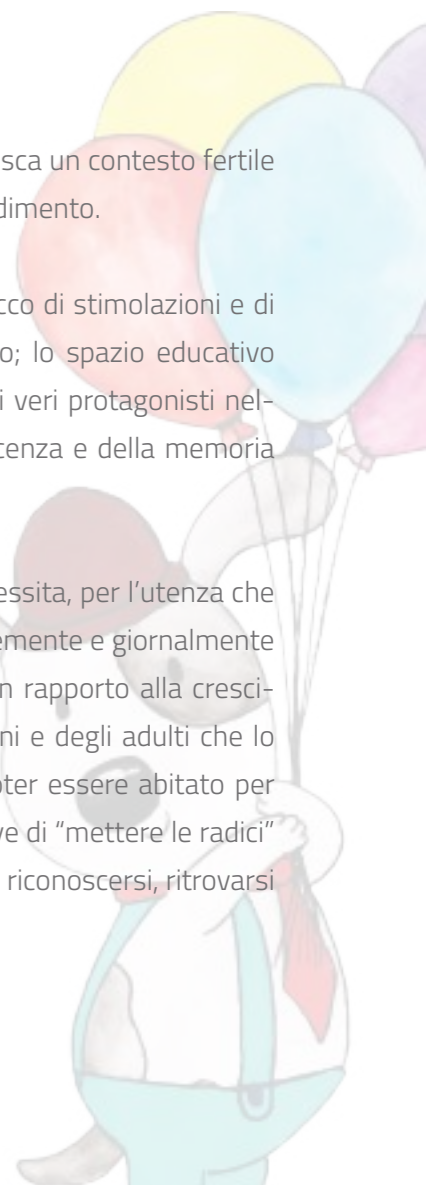 sca un contesto fertile
dimento.
cco di stimolazioni e di
o; lo spazio educativo
i veri protagonisti nel-
cenza e della memoria
essita, per l’utenza che
emente e giornalmente
n rapporto alla cresci-
ni e degli adulti che lo
oter essere abitato per
ve di “mettere le radici”
riconoscersi, ritrovarsi